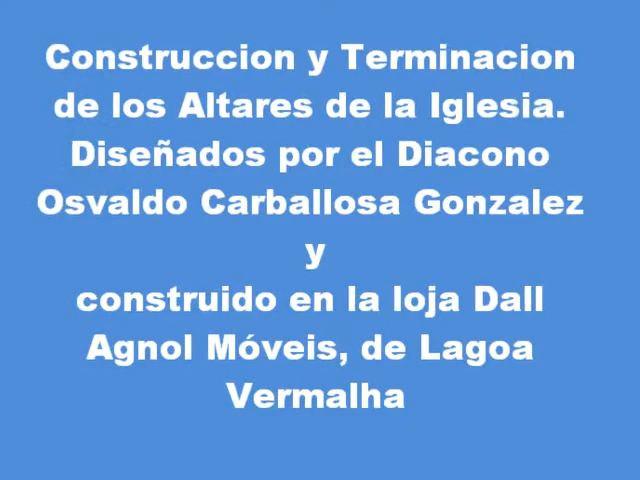 Construccion y Terminacion
de los Altares de la Iglesia.
Diseñados por el Diacono
Osvaldo Carballosa Gonzalez
y
construido en la loja Dall
Agnol Móveis, de Lagoa
Vermalha